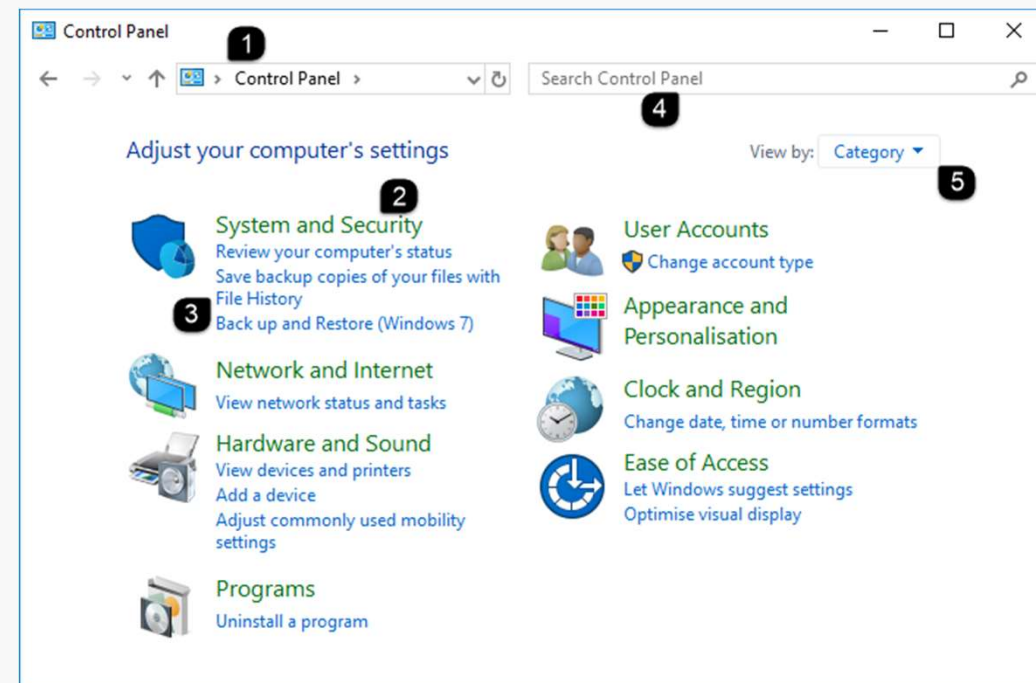 Control Panel
1
Control Panel
Search Control Panel
4
Adjust your computer's settings
View by: Category
5
2
System and Security
Review your computer's status
Save backup copies of your files with
File History
3
Back up and Restore (Windows 7)
Network and Internet
View network status and tasks
Hardware and Sound
View devices and printers
Add a device
Adjust commonly used mobility
settings
Programs
Uninstall a program
User Accounts
Change account type
Appearance and
Personalisation
Clock and Region
Change date, time or number formats
Ease of Access
Let Windows suggest settings
Optimise visual display